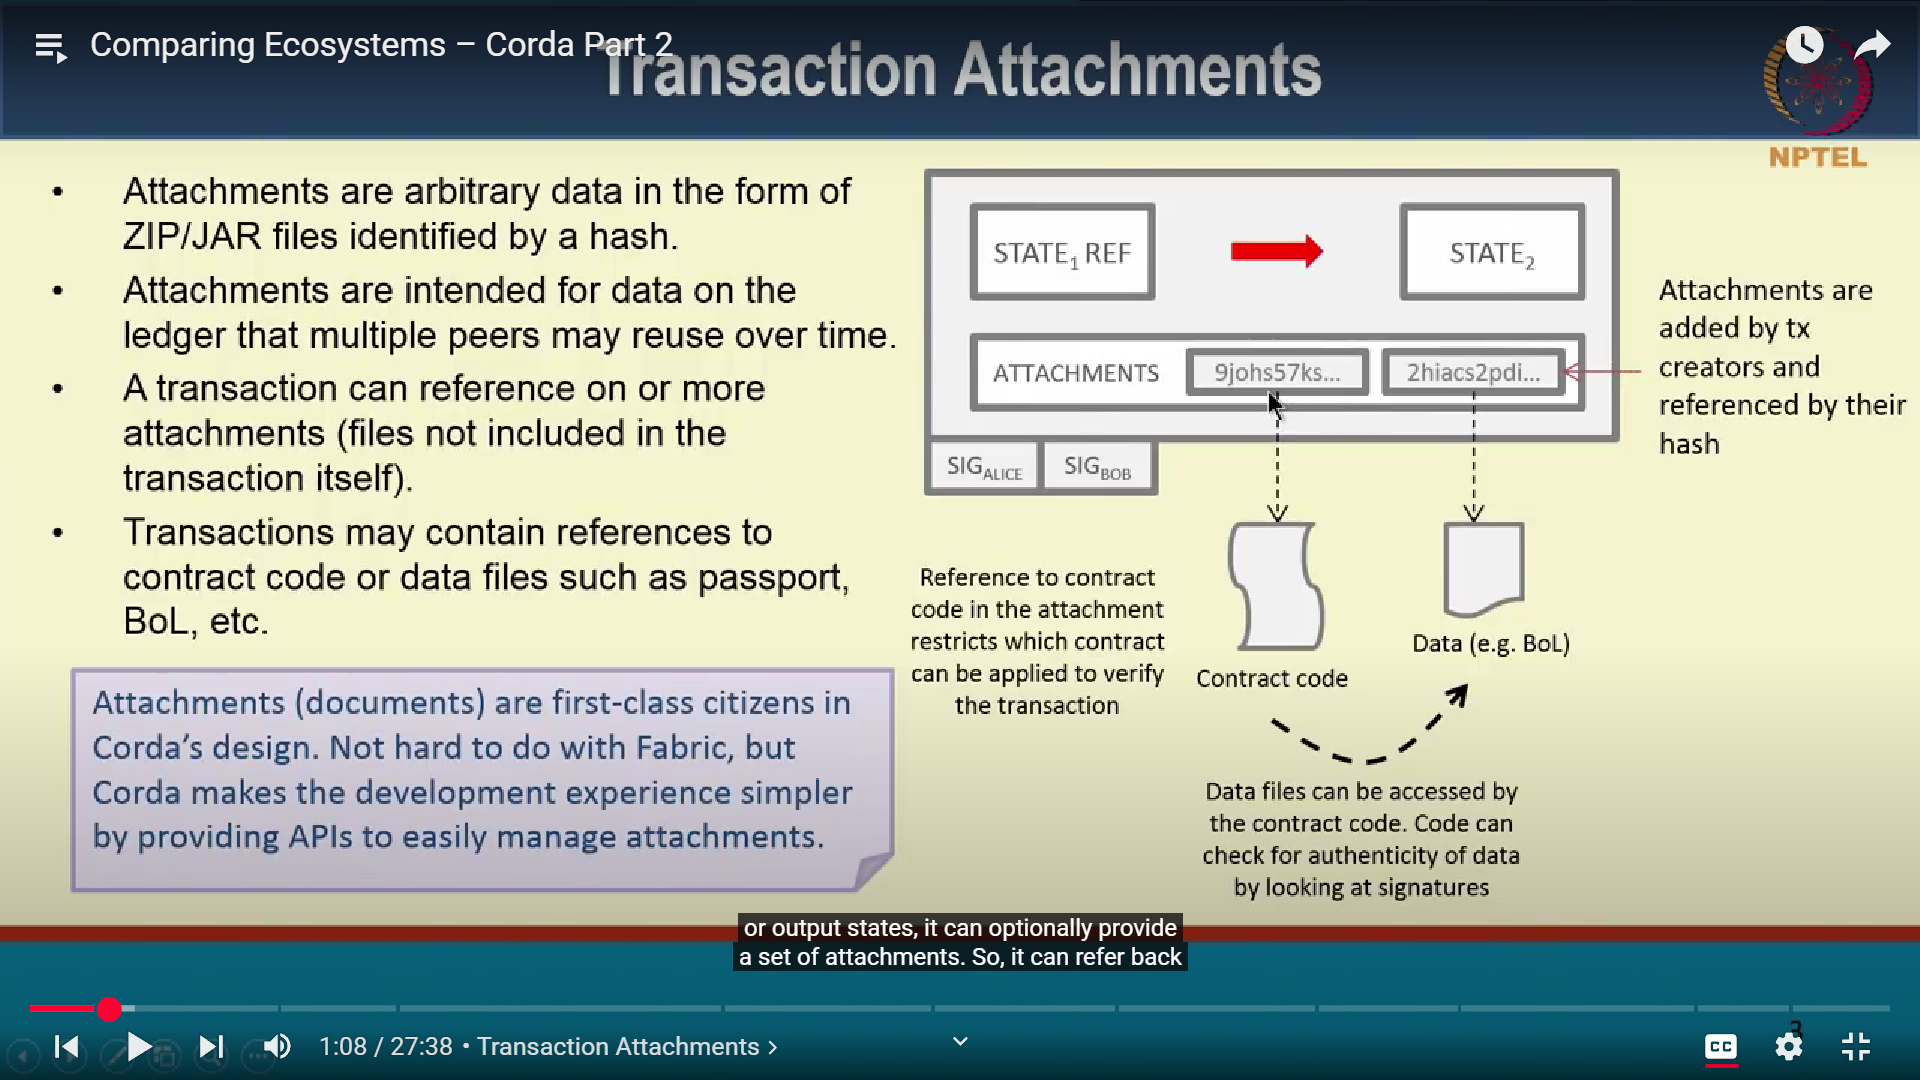 Comparing Ecosystems – Corda Part 2
Transaction Attachments
NPTEL
• Attachments are arbitrary data in the form of
ZIP/JAR files identified by a hash.
• Attachments are intended for data on the
ledger that multiple peers may reuse over time.
• A transaction can reference on or more
attachments (files not included in the
transaction itself).
• Transactions may contain references to
contract code or data files such as passport,
BoL, etc.
Attachments (documents) are first-class citizens in
Corda's design. Not hard to do with Fabric, but
Corda makes the development experience simpler
by providing APIs to easily manage attachments.
STATE1 REF
STATE2
ATTACHMENTS
9johs57ks...
2hiacs2pdi...
SIGALICE
SIGBOB
Attachments are
added by tx
creators and
referenced by their
hash
Reference to contract
code in the attachment
restricts which contract
can be applied to verify
the transaction
Contract code
Data (e.g. BoL)
Data files can be accessed by
the contract code. Code can
check for authenticity of data
by looking at signatures
or output states, it can optionally provide
a set of attachments. So, it can refer back
3
1:08 / 27:38 • Transaction Attachments >
CC